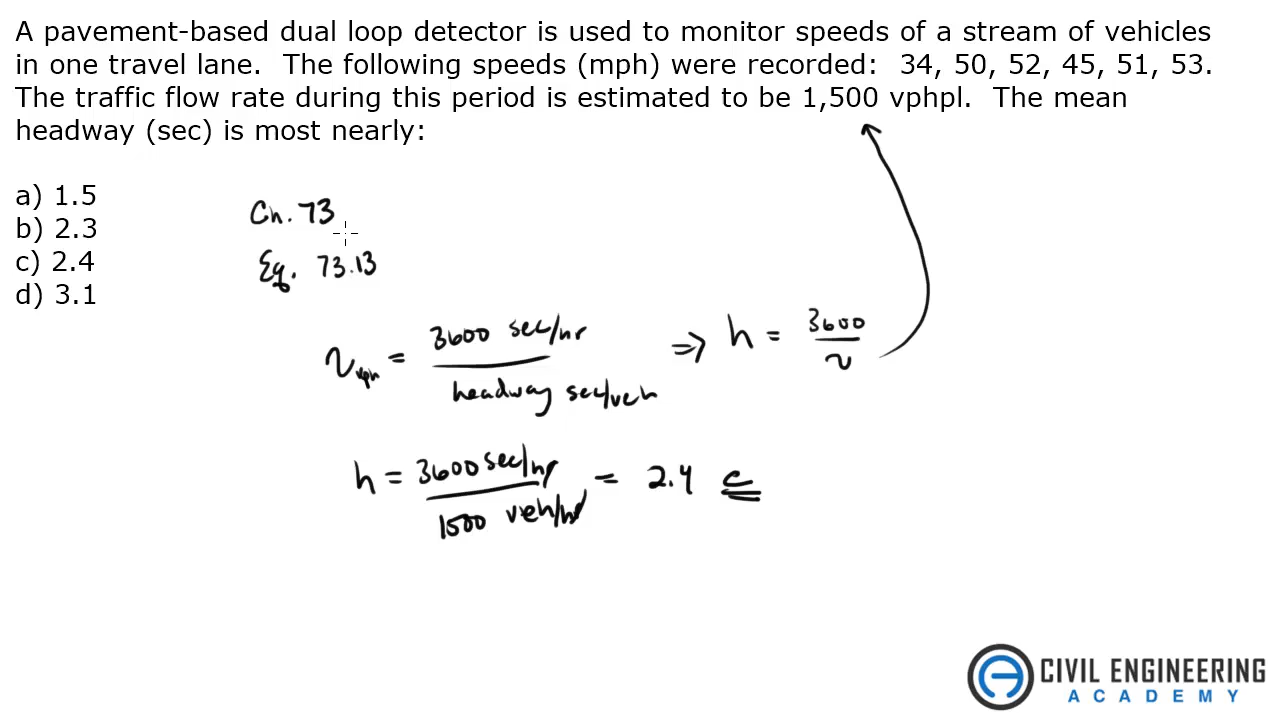 A pavement-based dual loop detector is used to monitor speeds of a stream of vehicles
in one travel lane. The following speeds (mph) were recorded: 34, 50, 52, 45, 51, 53.
The traffic flow rate during this period is estimated to be 1,500 vphpl. The mean
headway (sec) is most nearly:
a) 1.5
b) 2.3
c) 2.4
d) 3.1
Ch. 73
Eq. 73.13
v vph = 3600 sec/hr / headway sec/veh => h = 3600 / v
h = 3600 sec/hr / 1500 veh/hr = 2.4 c
CIVIL ENGINEERING
ACADEMY